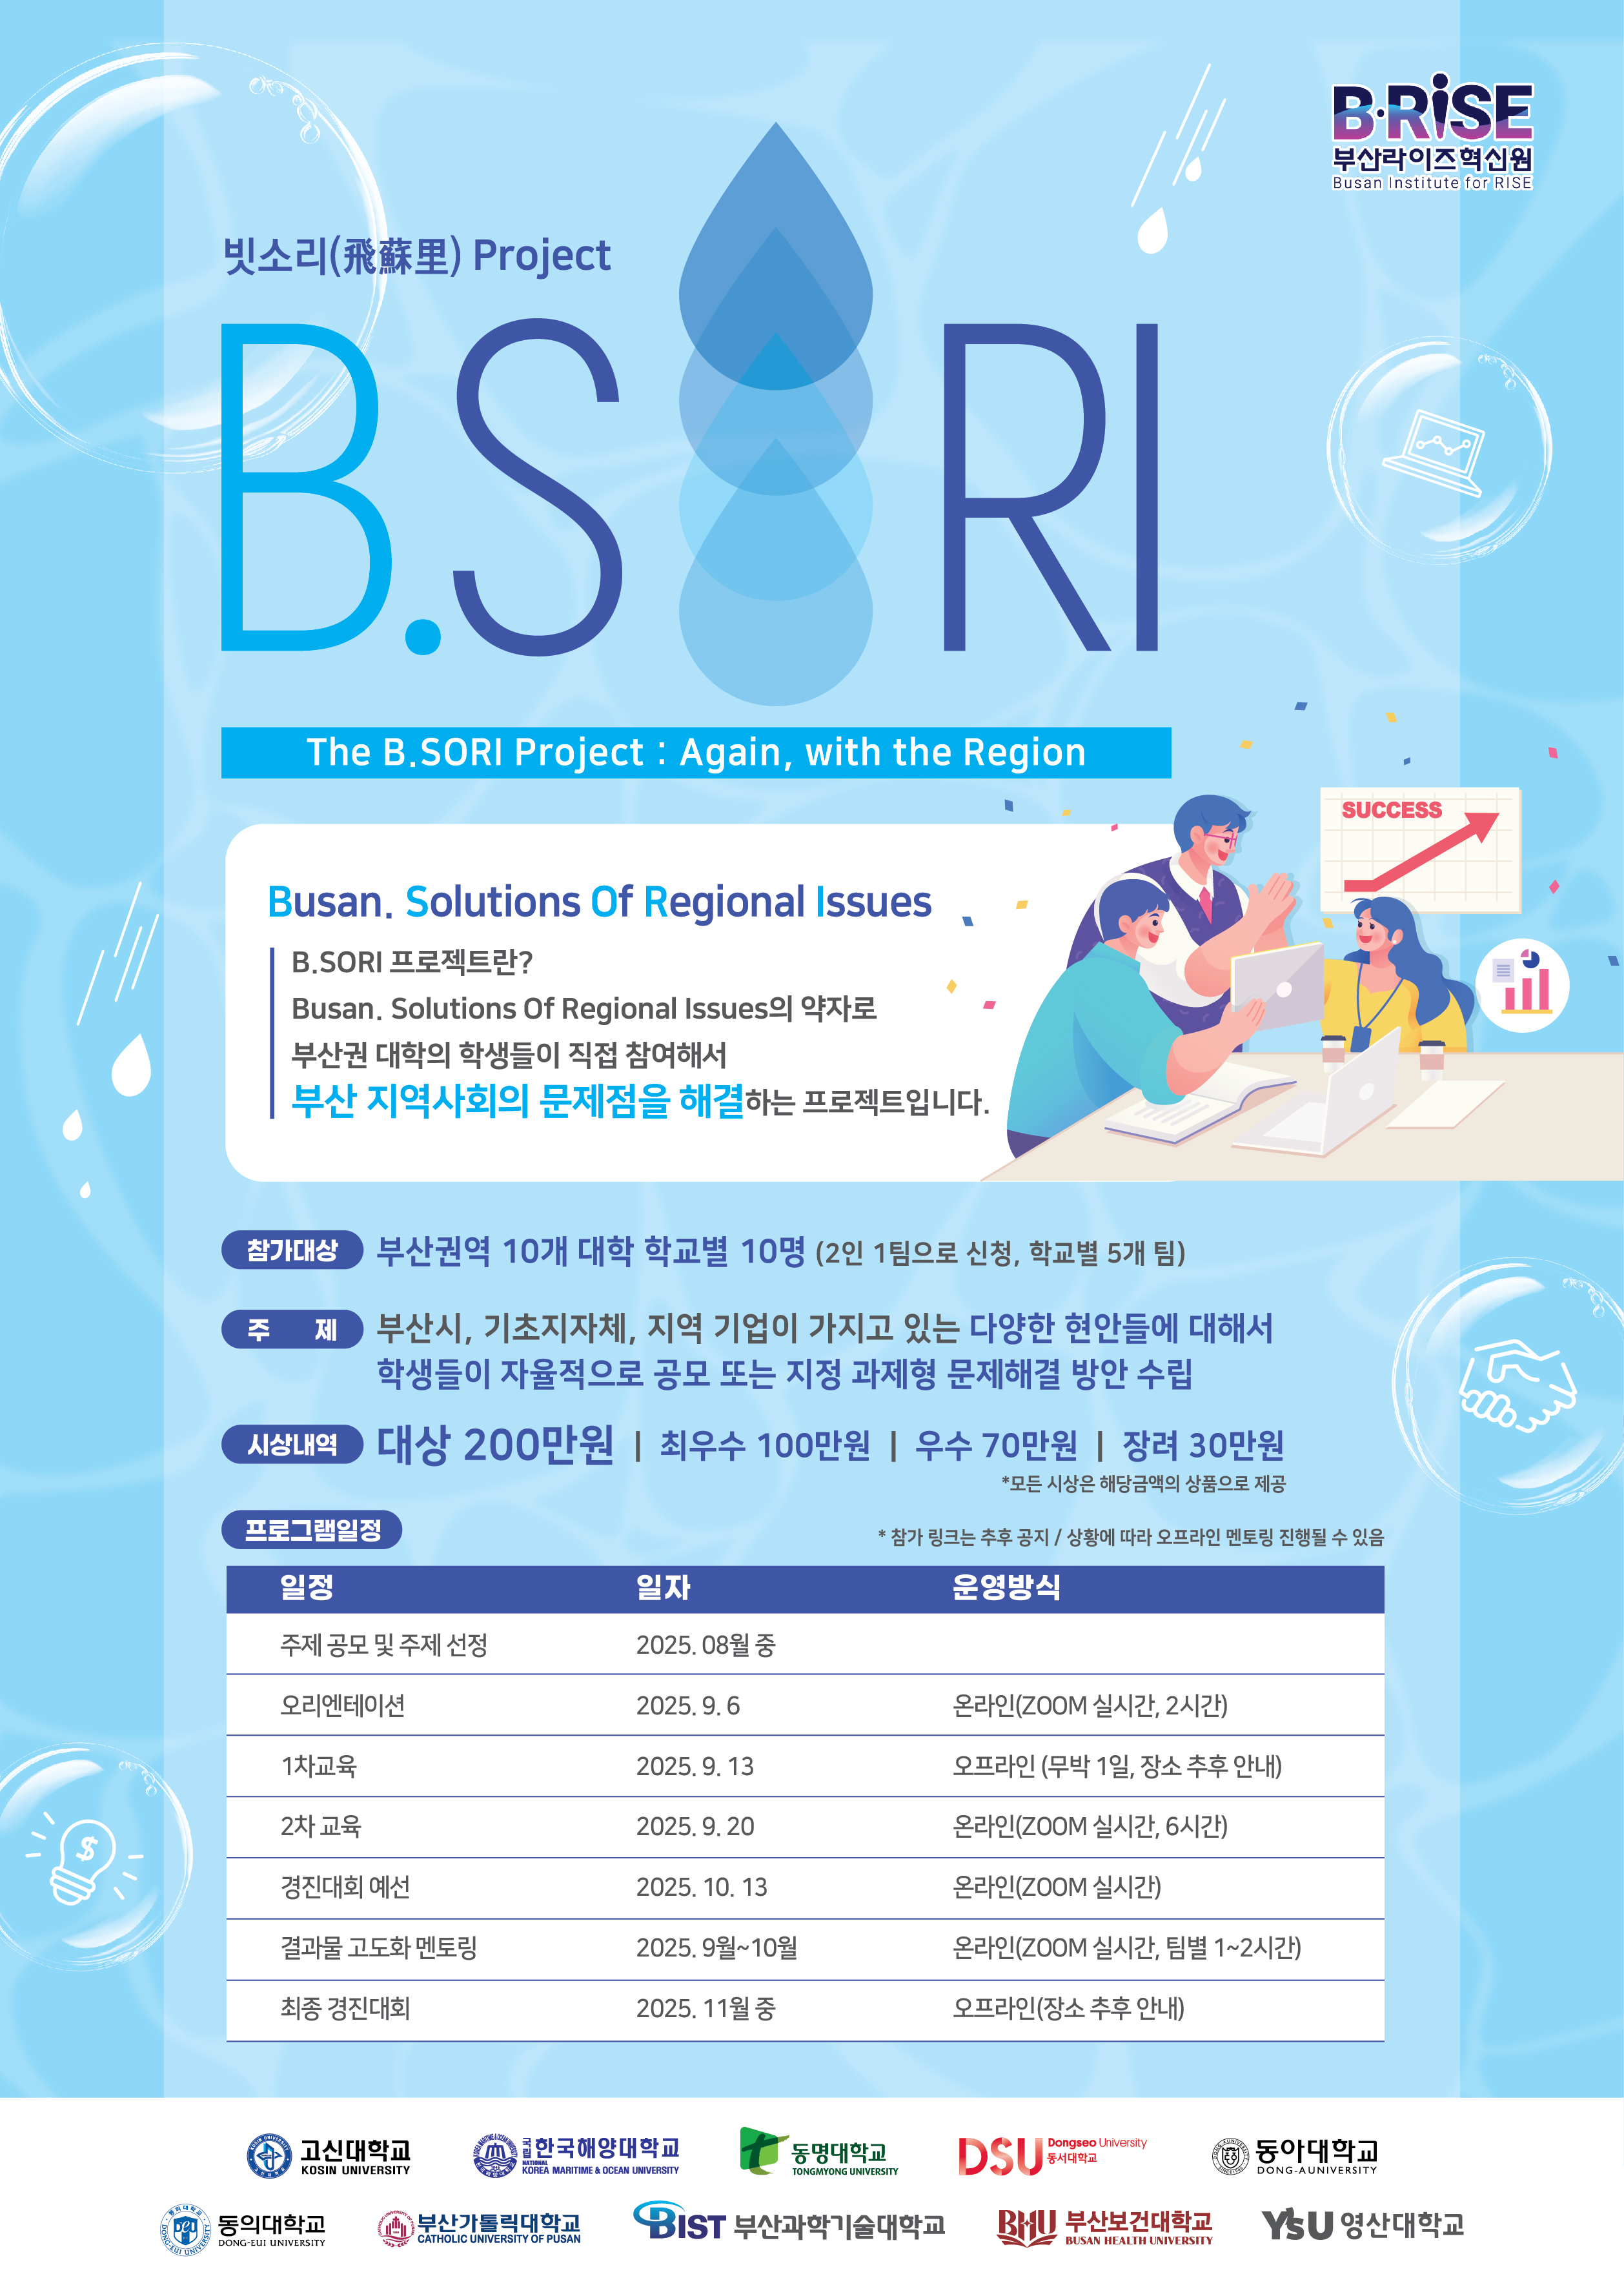 B·RiSE
부산라이즈혁신원
Busan Institute for RISE
빗소리(飛蘇里) Project
B.SORI
The B.SORI Project : Again, with the Region
SUCCESS
Busan. Solutions Of Regional Issues
B.SORI 프로젝트란?
Busan. Solutions Of Regional Issues의 약자로
부산권 대학의 학생들이 직접 참여해서
부산 지역사회의 문제점을 해결하는 프로젝트입니다.
참가대상 부산권역 10개 대학 학교별 10명 (2인 1팀으로 신청, 학교별 5개 팀)
주 제 부산시, 기초지자체, 지역 기업이 가지고 있는 다양한 현안들에 대해서
학생들이 자율적으로 공모 또는 지정 과제형 문제해결 방안 수립
시상내역 대상 200만원 | 최우수 100만원 | 우수 70만원 | 장려 30만원
*모든 시상은 해당금액의 상품으로 제공
프로그램일정
* 참가 링크는 추후 공지 / 상황에 따라 오프라인 멘토링 진행될 수 있음
일정 일자 운영방식
주제 공모 및 주제 선정 2025. 08월 중
오리엔테이션 2025. 9. 6 온라인(ZOOM 실시간, 2시간)
1차교육 2025. 9. 13 오프라인 (무박 1일, 장소 추후 안내)
2차 교육 2025. 9. 20 온라인(ZOOM 실시간, 6시간)
경진대회 예선 2025. 10. 13 온라인(ZOOM 실시간)
결과물 고도화 멘토링 2025. 9월~10월 온라인(ZOOM 실시간, 팀별 1~2시간)
최종 경진대회 2025. 11월 중 오프라인(장소 추후 안내)
$
고신대학교
KOSIN UNIVERSITY
국립한국해양대학교
NATIONAL KOREA MARITIME & OCEAN UNIVERSITY
동명대학교
TONGMYONG UNIVERSITY
DSU Dongseo University
동서대학교
동아대학교
DONG-A UNIVERSITY
DEU 동의대학교
DONG-EUI UNIVERSITY
부산가톨릭대학교
CATHOLIC UNIVERSITY OF PUSAN
BIST 부산과학기술대학교
BHU 부산보건대학교
BUSAN HEALTH UNIVERSITY
YSU 영산대학교